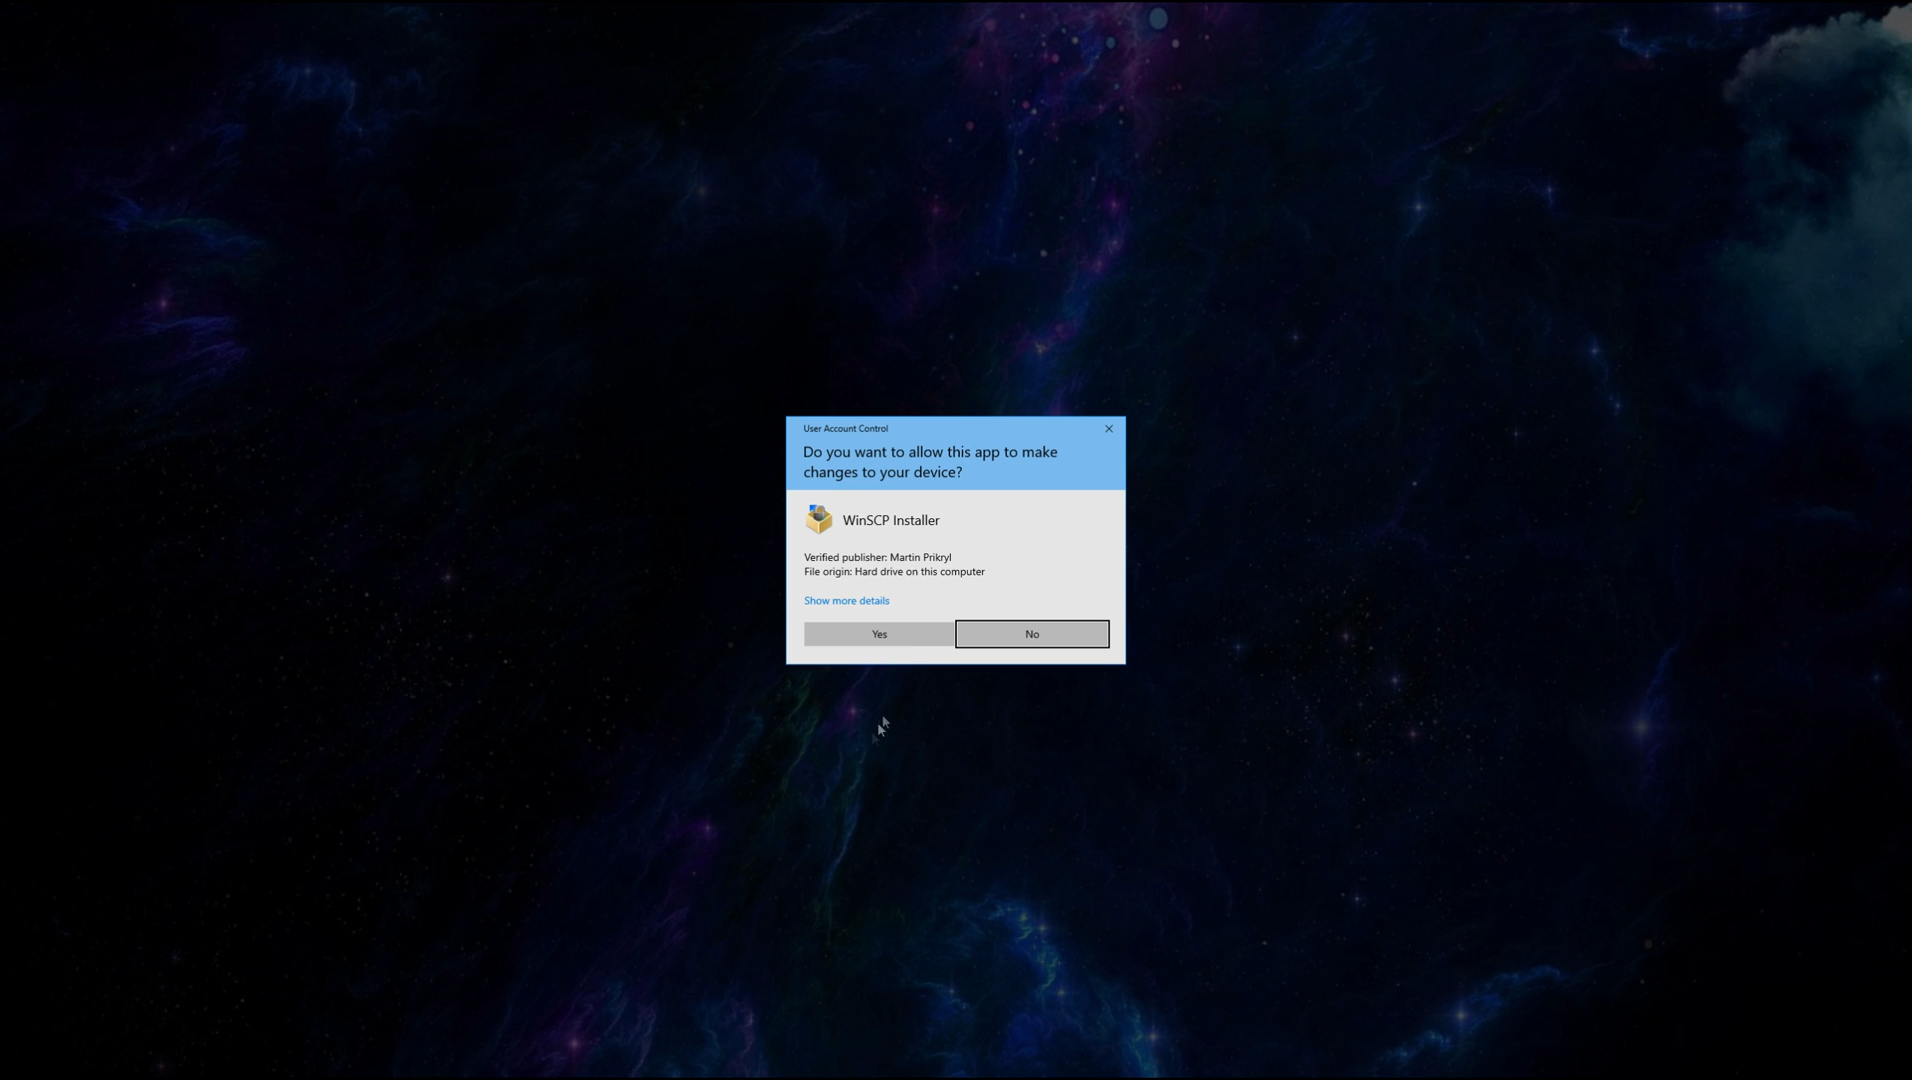 User Account Control
Do you want to allow this app to make
changes to your device?
WinSCP Installer
Verified publisher: Martin Prikryl
File origin: Hard drive on this computer
Show more details
Yes
No